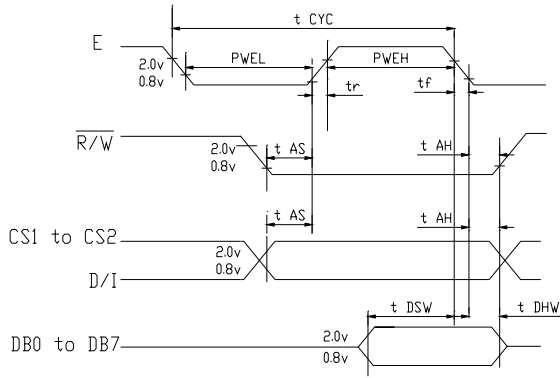 t CYC
E
2.0v
0.8v
PWEL
PWEH
tr
tf
R/W
2.0v
0.8v
t AS
t AH
t AS
t AH
CS1 to CS2
2.0v
0.8v
D/I
t DSW
t DHW
DB0 to DB7
2.0v
0.8v